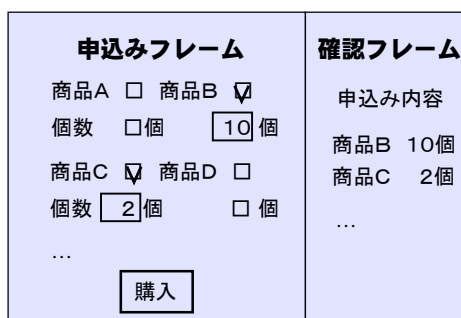 申込みフレーム
商品A □ 商品B ☑
個数 □個 10 個
商品C ☑ 商品D □
個数 2 個 □ 個
…
購入
確認フレーム
申込み内容
商品B 10個
商品C 2個
…